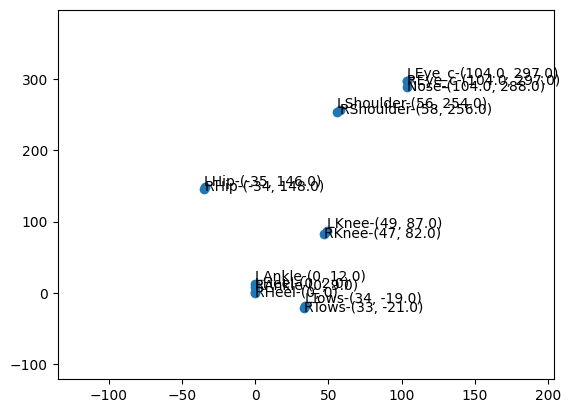 300
200
100
0
−100
LEye_c-(104.0, 297.0)
REye_c-(104.0, 297.0)
Nose-(104.0, 288.0)
LShoulder-(56, 254.0)
RShoulder-(58, 256.0)
LHip-(-35, 146.0)
RHip-(-34, 148.0)
LKnee-(49, 87.0)
RKnee-(47, 82.0)
LAnkle-(0, 12.0)
RHeel-(0, 0)
LTows-(34, -19.0)
RTows-(33, -21.0)
−100
−50
0
50
100
150
200